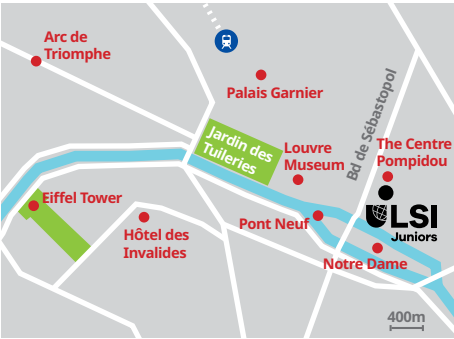 Arc de
Triomphe
Palais Garnier
Bd de Sébastopol
Jardin des
Tuileries
Louvre
Museum
The Centre
Pompidou
Eiffel Tower
LSI
Juniors
Pont Neuf
Hôtel des
Invalides
Notre Dame
400m